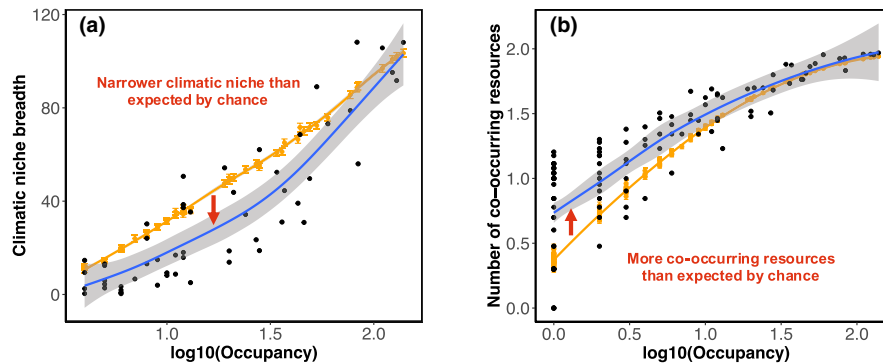 (a)
Narrower climatic niche than
expected by chance
Climatic niche breadth
120
80
40
0
1.0
1.5
2.0
log10(Occupancy)
(b)
More co−occurring resources
than expected by chance
Number of co−occurring resources
2.0
1.5
1.0
0.5
0.0
0.0
0.5
1.0
1.5
2.0
log10(Occupancy)